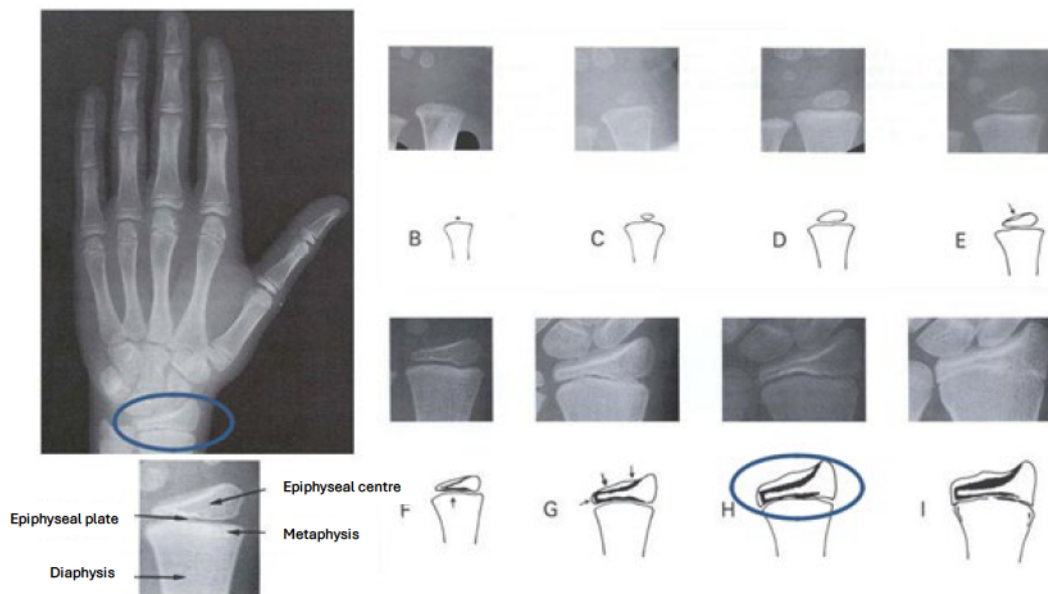 B
C
D
E
Epiphyseal centre
Epiphyseal plate
Metaphysis
Diaphysis
F
G
H
I